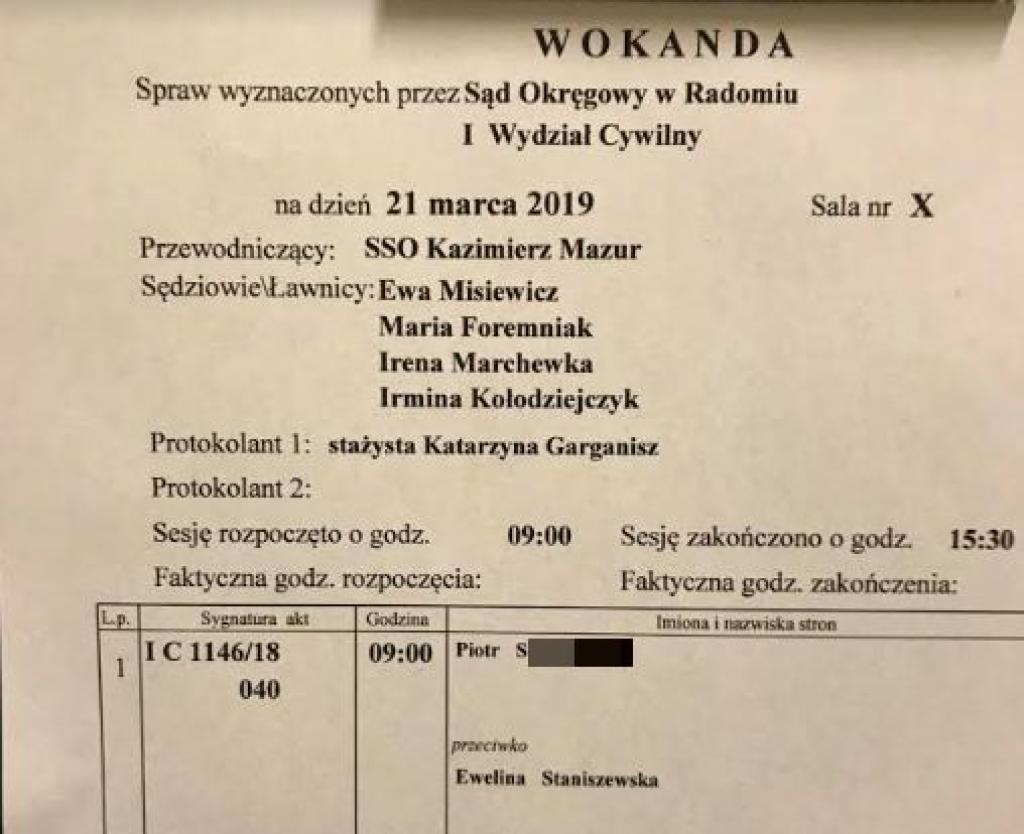 WOKANDA
Spraw wyznaczonych przez Sąd Okręgowy w Radomiu
I Wydział Cywilny
na dzień 21 marca 2019 Sala nr X
Przewodniczący: SSO Kazimierz Mazur
Sędziowie\Ławnicy: Ewa Misiewicz
Maria Foremniak
Irena Marchewka
Irmina Kołodziejczyk
Protokolant 1: stażysta Katarzyna Garganisz
Protokolant 2:
Sesję rozpoczęto o godz. 09:00 Sesję zakończono o godz. 15:30
Faktyczna godz. rozpoczęcia: Faktyczna godz. zakończenia:
L.p. Sygnatura akt Godzina Imiona i nazwiska stron
1 I C 1146/18 09:00 Piotr S
040
przeciwko
Ewelina Staniszewska